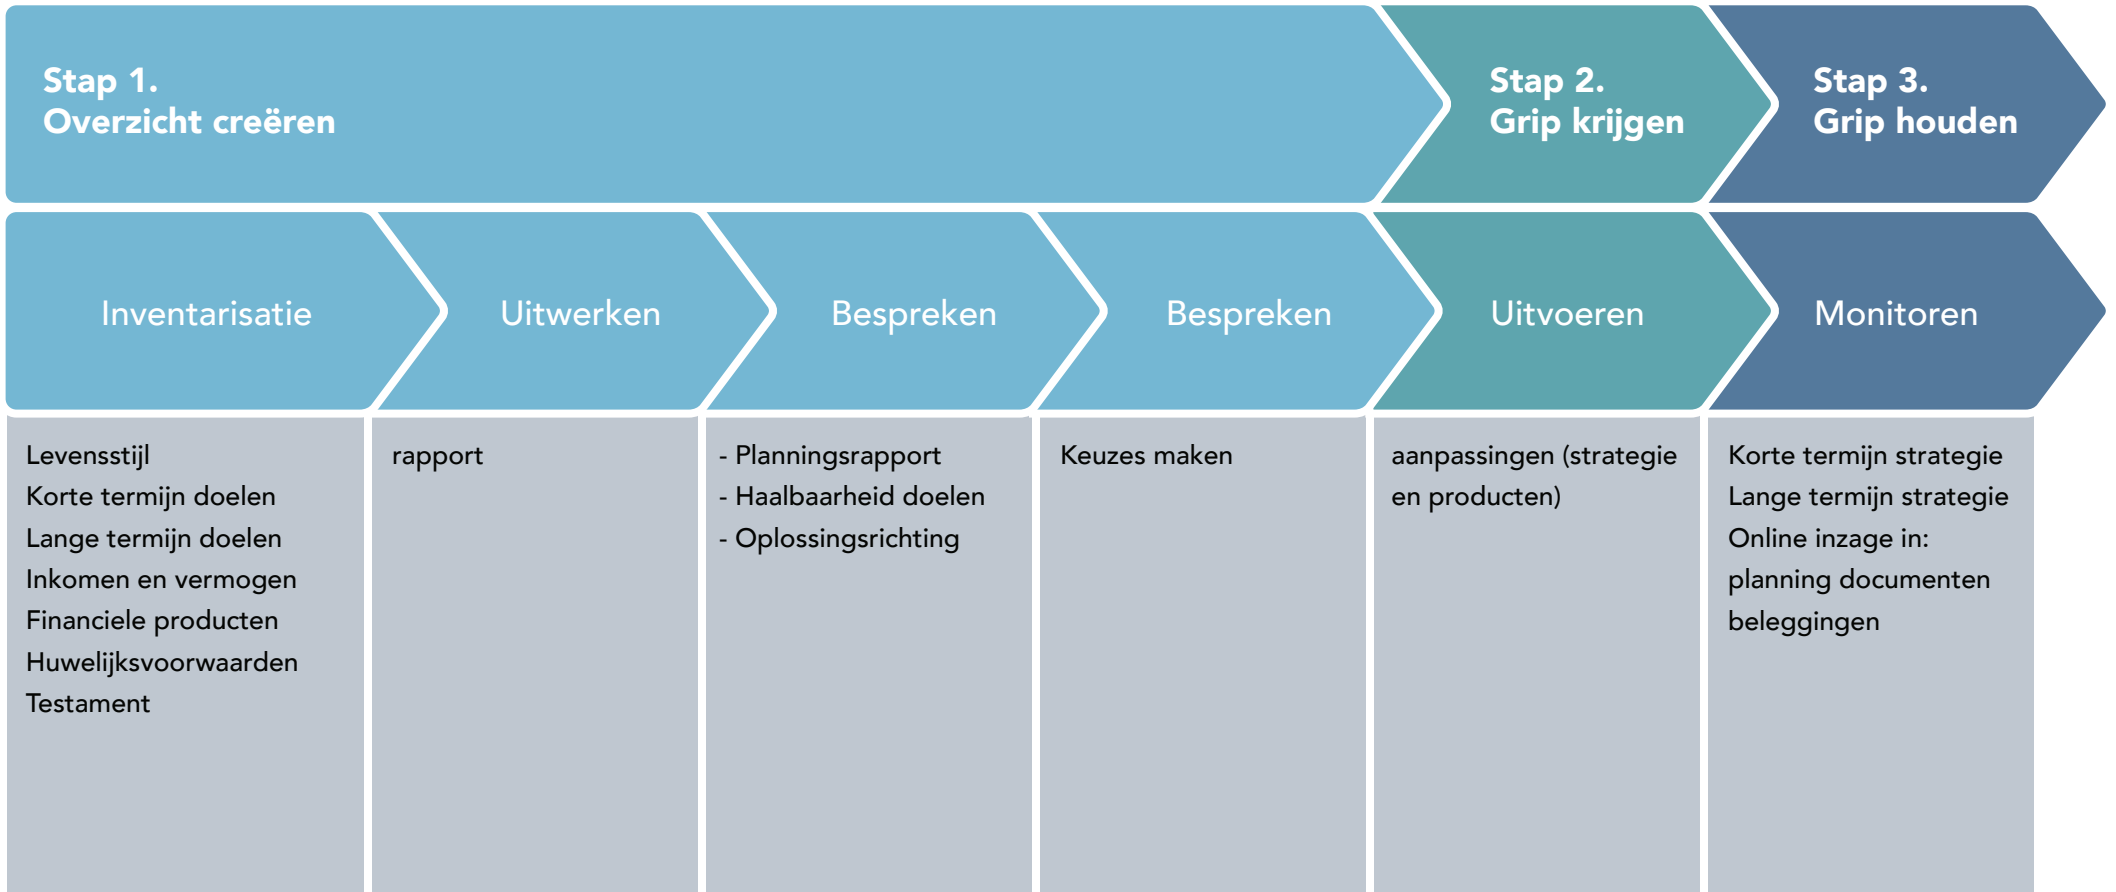 Stap 1.
Overzicht creëren
Stap 2.
Grip krijgen
Stap 3.
Grip houden
Inventarisatie
Uitwerken
Bespreken
Bespreken
Uitvoeren
Monitoren
Levensstijl
Korte termijn doelen
Lange termijn doelen
Inkomen en vermogen
Financiele producten
Huwelijksvoorwaarden
Testament
rapport
- Planningsrapport
- Haalbaarheid doelen
- Oplossingsrichting
Keuzes maken
aanpassingen (strategie
en producten)
Korte termijn strategie
Lange termijn strategie
Online inzage in:
planning documenten
beleggingen